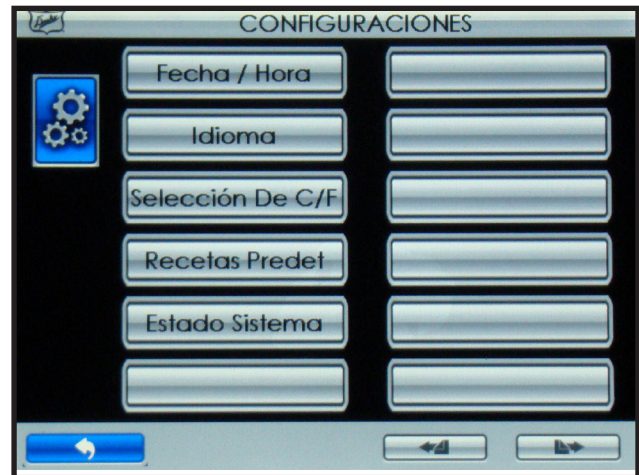 CONFIGURACIONES
Fecha / Hora
Idioma
Selección De C/F
Recetas Predet
Estado Sistema